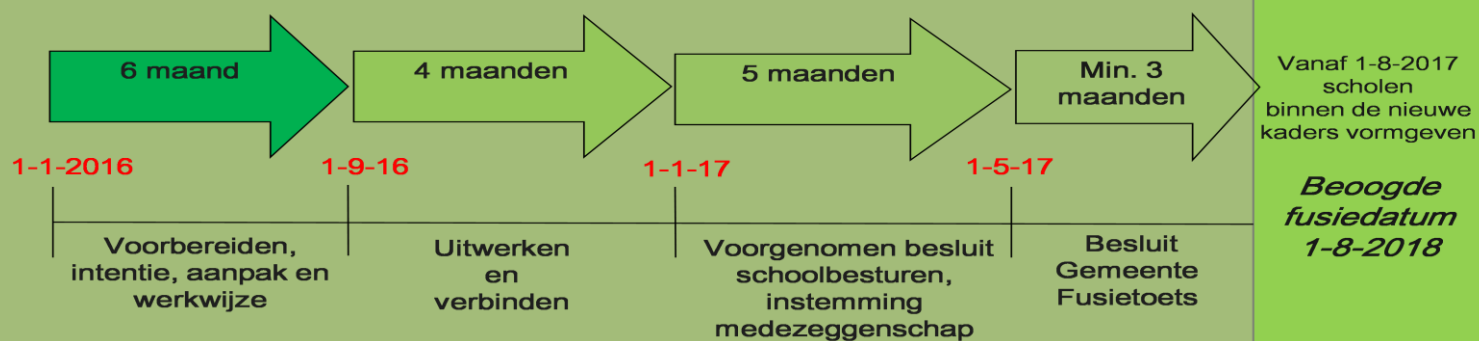 6 maand
4 maanden
5 maanden
Min. 3
maanden
1-1-2016
1-9-16
1-1-17
1-5-17
Voorbereiden,
intentie, aanpak en
werkwijze
Uitwerken
en
verbinden
Voorgenomen besluit
schoolbesturen,
instemming
medezeggenschap
Besluit
Gemeente
Fusietoets
Vanaf 1-8-2017
scholen
binnen de nieuwe
kaders vormgeven
Beoogde
fusiedatum
1-8-2018